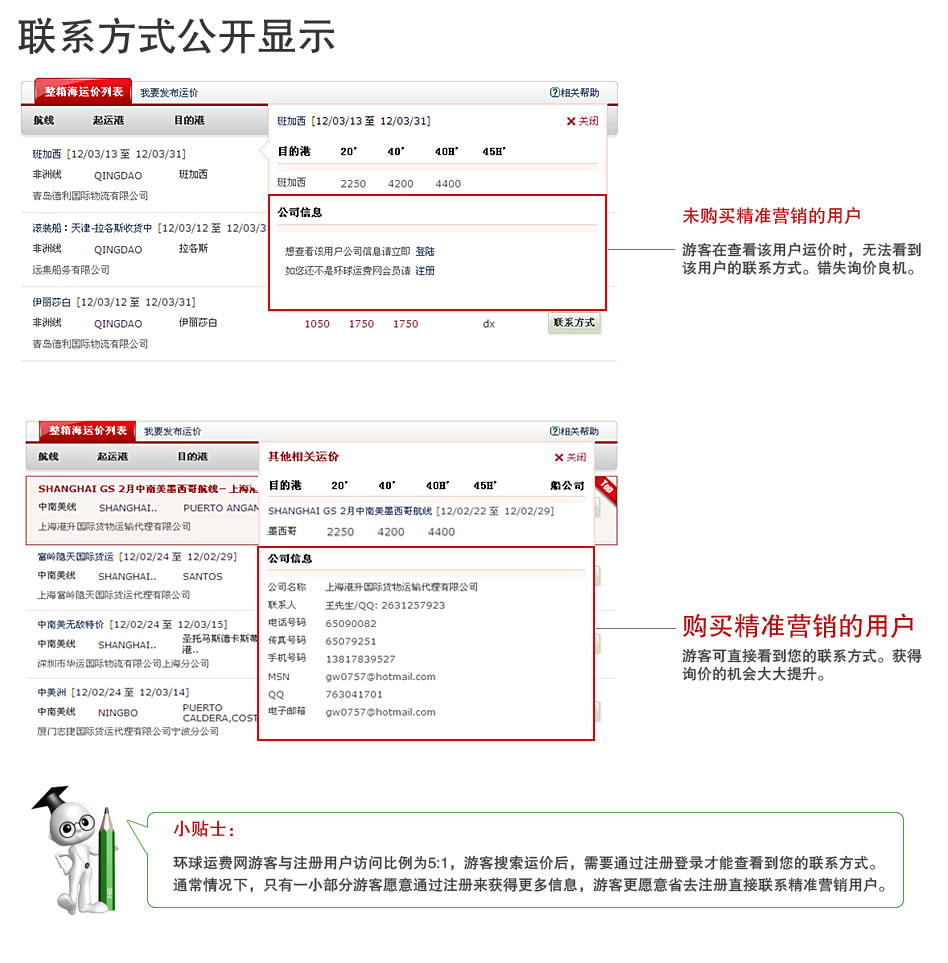 联系方式公开显示
整箱海运价列表 我要发布运价 相关帮助
航线 起运港 目的港
班加西 [12/03/13 至 12/03/31] 关闭
目的港 20' 40' 40H' 45H'
班加西 2250 4200 4400
公司信息
想查看该用户公司信息请立即 登陆
如您还不是环球运费网会员请 注册
班加西 [12/03/13 至 12/03/31]
非洲线 QINGDAO 班加西
青岛德利国际物流有限公司
滚装船：天津-拉各斯收货中 [12/03/12 至 12/03/3
非洲线 QINGDAO 拉各斯
远集船务有限公司
伊丽莎白 [12/03/12 至 12/03/31]
非洲线 QINGDAO 伊丽莎白 1050 1750 1750 dx 联系方式
青岛德利国际物流有限公司
未购买精准营销的用户
游客在查看该用户运价时，无法看到
该用户的联系方式。错失询价良机。
整箱海运价列表 我要发布运价 相关帮助
航线 起运港 目的港
其他相关运价 关闭
目的港 20' 40' 40H' 45H' 船公司
SHANGHAI GS 2月中南美墨西哥航线 [12/02/22 至 12/02/29]
墨西哥 2250 4200 4400
公司信息
公司名称 上海港升国际货物运输代理有限公司
联系人 王先生/QQ: 2631257923
电话号码 65090082
传真号码 65079251
手机号码 13817839527
MSN gw0757@hotmail.com
QQ 763041701
电子邮箱 gw0757@hotmail.com
SHANGHAI GS 2月中南美墨西哥航线－上海港 Top
中南美线 SHANGHAI.. PUERTO ANGAM
上海港升国际货物运输代理有限公司
富岭隐天国际货运 [12/02/24 至 12/02/29]
中南美线 SHANGHAI.. SANTOS
上海富岭隐天国际货运代理有限公司
中南美无敌特价 [12/02/24 至 12/03/15]
中南美线 SHANGHAI.. 圣托马斯德卡斯蒂
港..
深圳市华运国际物流有限公司上海分公司
中美洲 [12/02/24 至 12/03/14]
中南美线 NINGBO PUERTO
CALDERA,COST
厦门志捷国际货运代理有限公司宁波分公司
购买精准营销的用户
游客可直接看到您的联系方式。获得
询价的机会大大提升。
小贴士：
环球运费网游客与注册用户访问比例为5:1，游客搜索运价后，需要通过注册登录才能查看到您的联系方式。
通常情况下，只有一小部分游客愿意通过注册来获得更多信息，游客更愿意省去注册直接联系精准营销用户。
HB